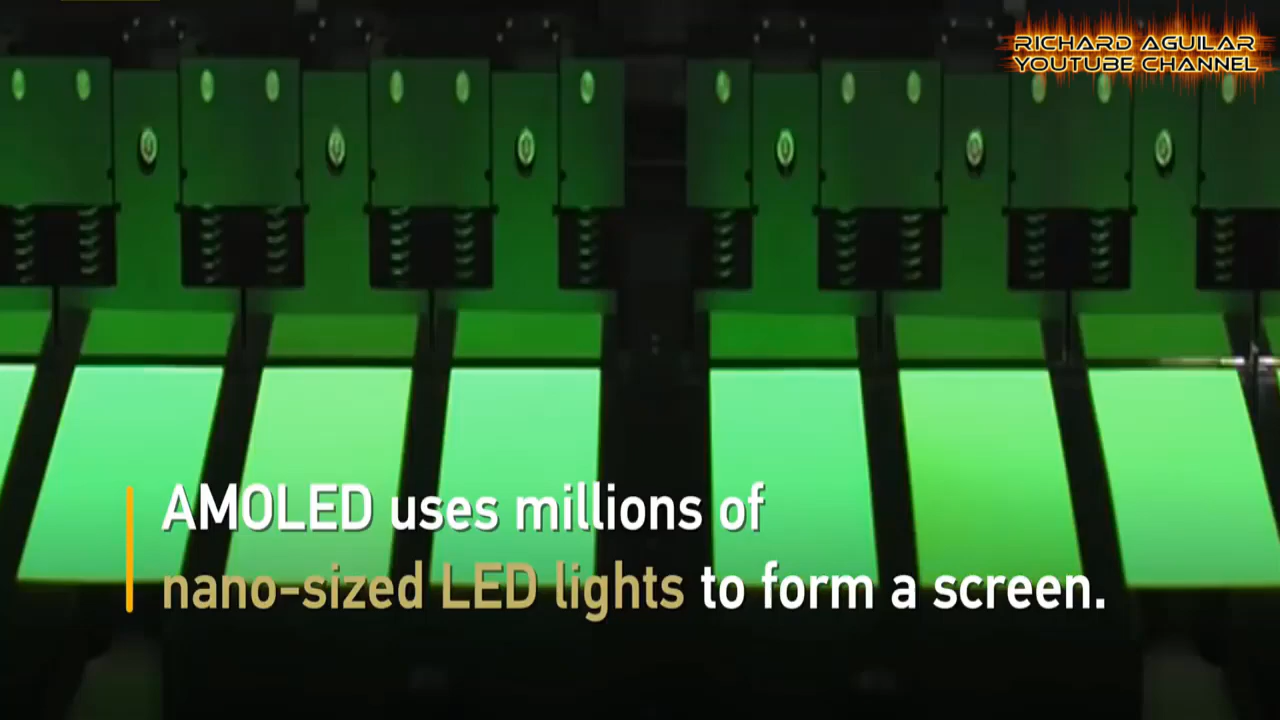 RICHARD AGUILAR
YOUTUBE CHANNEL
AMOLED uses millions of
nano-sized LED lights to form a screen.